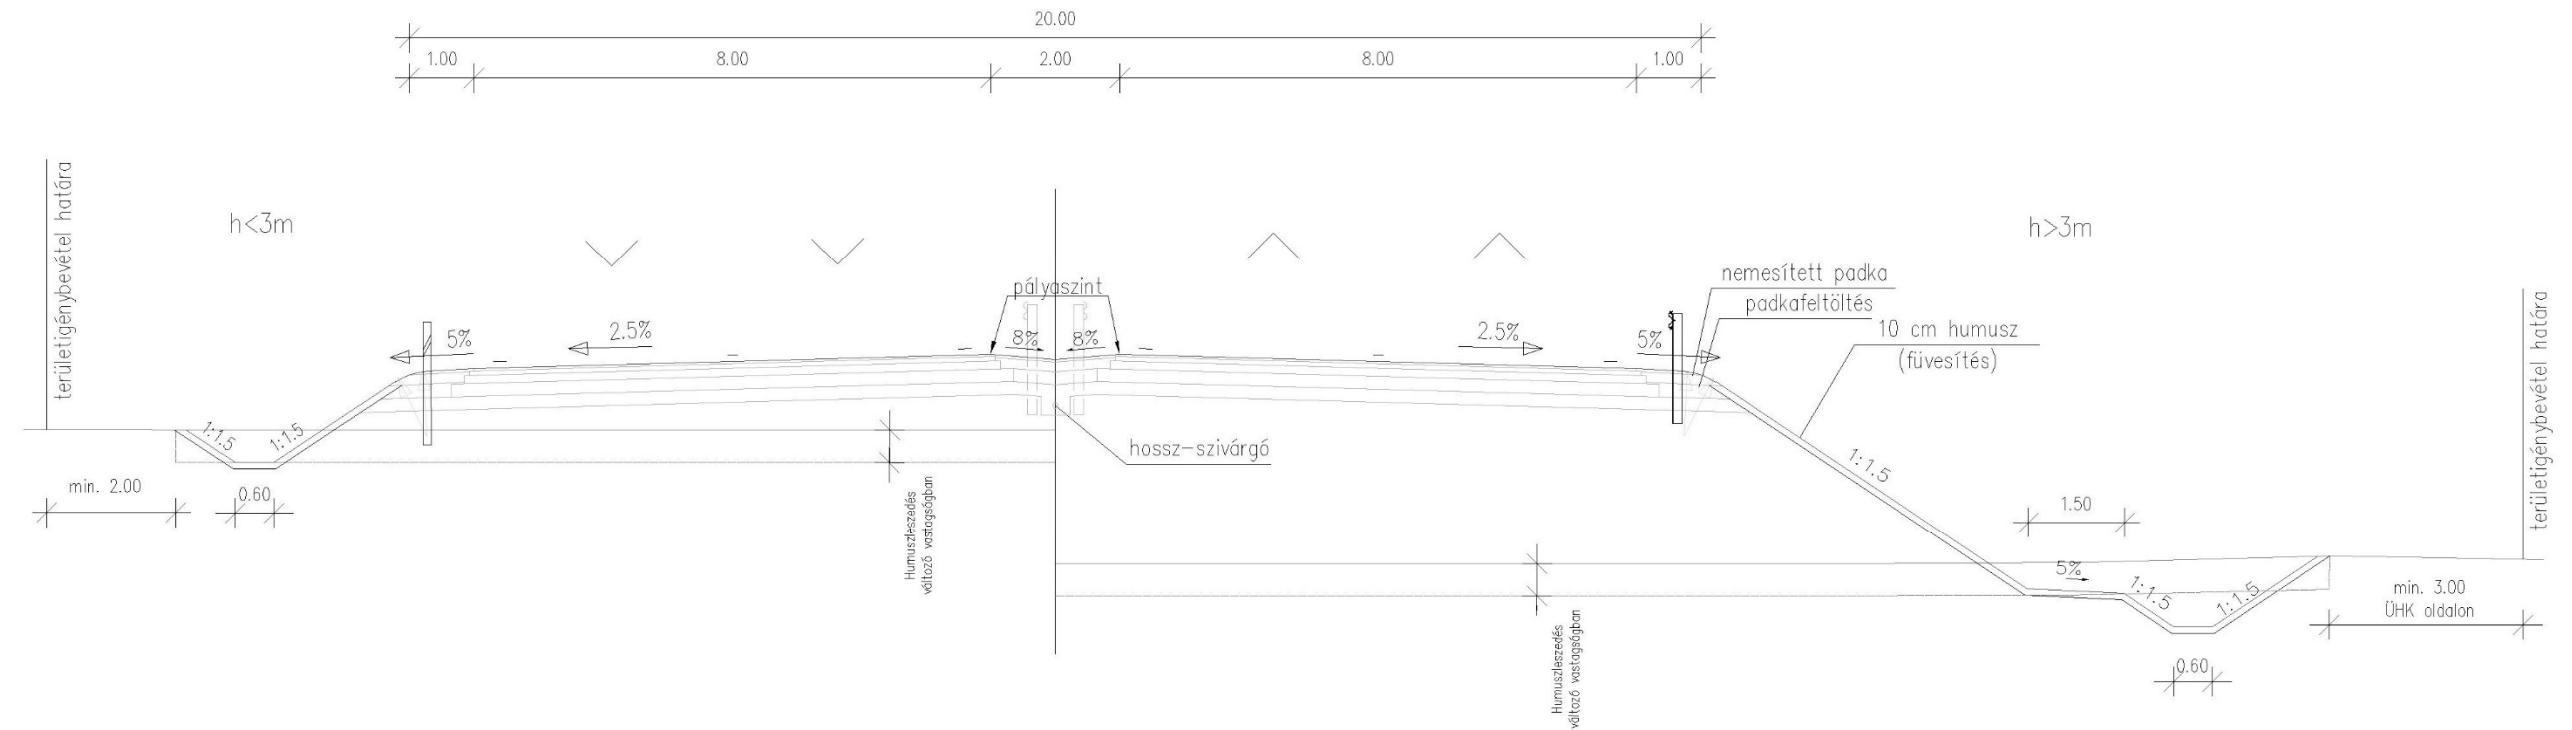 20.00
1.00
8.00
2.00
8.00
1.00
területigénybevétel határa
h<3m
h>3m
területigénybevétel határa
pályaszint
nemesített padka
padkafeltöltés
10 cm humusz
(füvesítés)
5%
2.5%
8%
8%
2.5%
5%
1:1.5
1:1.5
hossz-szivárgó
1:1.5
min. 2.00
0.60
Humuszleszedés
változó vastagságban
1.50
5%
1:1.5
1:1.5
min. 3.00
ÜHK oldalon
Humuszleszedés
változó vastagságban
0.60